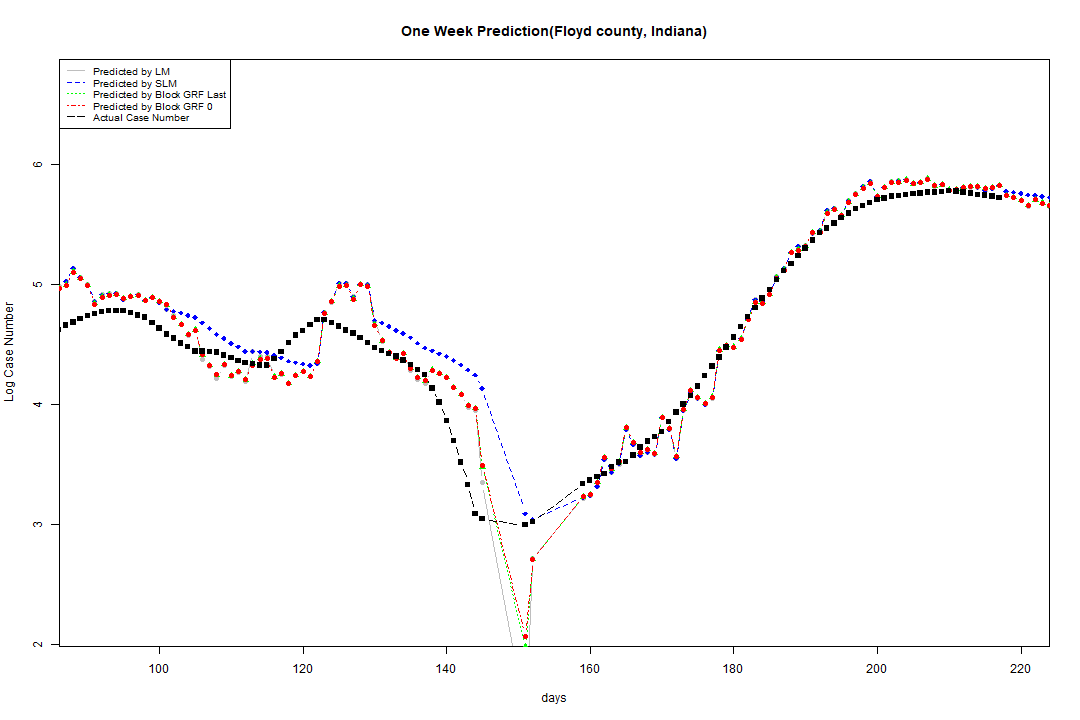 One Week Prediction(Floyd county, Indiana)
Predicted by LM
Predicted by SLM
Predicted by Block GRF Last
Predicted by Block GRF 0
Actual Case Number
6
5
4
3
2
Log Case Number
100 120 140 160 180 200 220
days